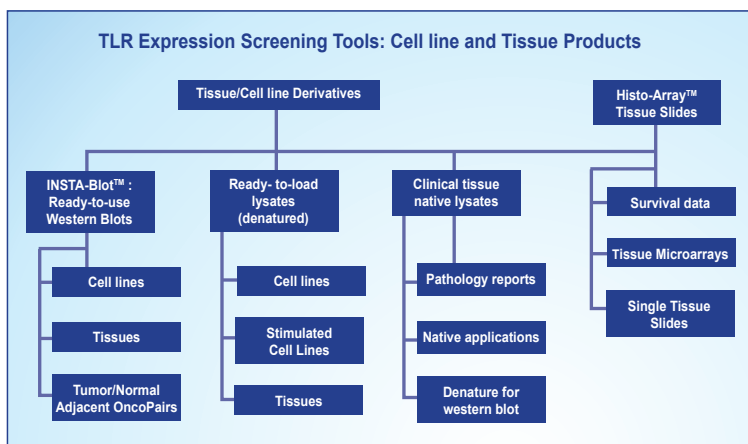 TLR Expression Screening Tools: Cell line and Tissue Products
Tissue/Cell line Derivatives
Histo-Array™
Tissue Slides
INSTA-Blot™ :
Ready-to-use
Western Blots
Cell lines
Tissues
Tumor/Normal
Adjacent OncoPairs
Ready- to-load
lysates
(denatured)
Cell lines
Stimulated
Cell Lines
Tissues
Clinical tissue
native lysates
Pathology reports
Native applications
Denature for
western blot
Survival data
Tissue Microarrays
Single Tissue
Slides